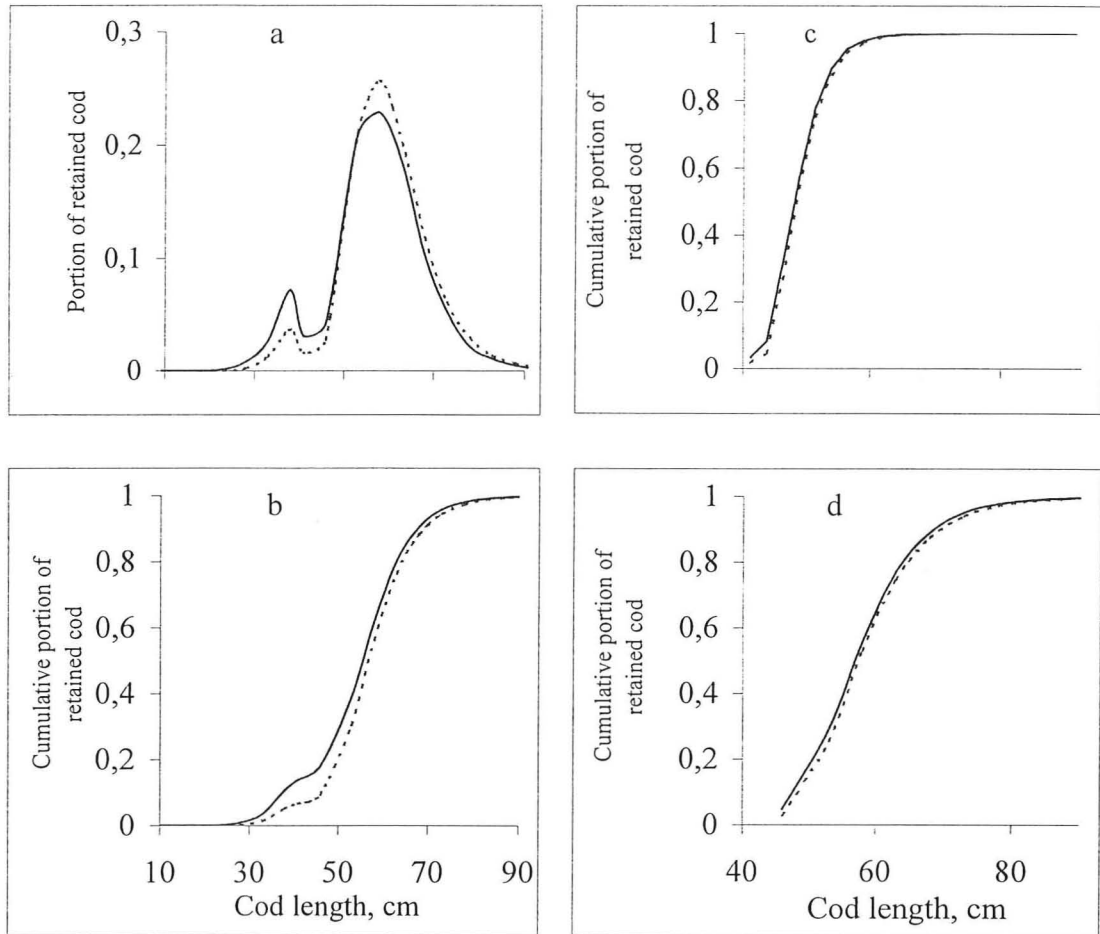 a
0,3
0,2
0,1
0
Portion of retained cod
c
1
0,8
0,6
0,4
0,2
0
Cumulative portion of
retained cod
b
1
0,8
0,6
0,4
0,2
0
Cumulative portion of
retained cod
10 30 50 70 90
Cod length, cm
d
1
0,8
0,6
0,4
0,2
0
Cumulative portion of
retained cod
40 60 80
Cod length, cm